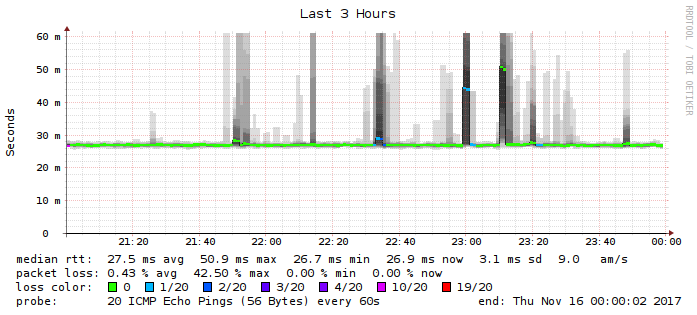 Last 3 Hours
RRDTOOL / TOBI OETIKER
Seconds
60 m
50 m
40 m
30 m
20 m
10 m
0
21:20 21:40 22:00 22:20 22:40 23:00 23:20 23:40 00:00
median rtt: 27.5 ms avg 50.9 ms max 26.7 ms min 26.9 ms now 3.1 ms sd 9.0 am/s
packet loss: 0.43 % avg 42.50 % max 0.00 % min 0.00 % now
loss color: 0 1/20 2/20 3/20 4/20 10/20 19/20
probe: 20 ICMP Echo Pings (56 Bytes) every 60s end: Thu Nov 16 00:00:02 2017